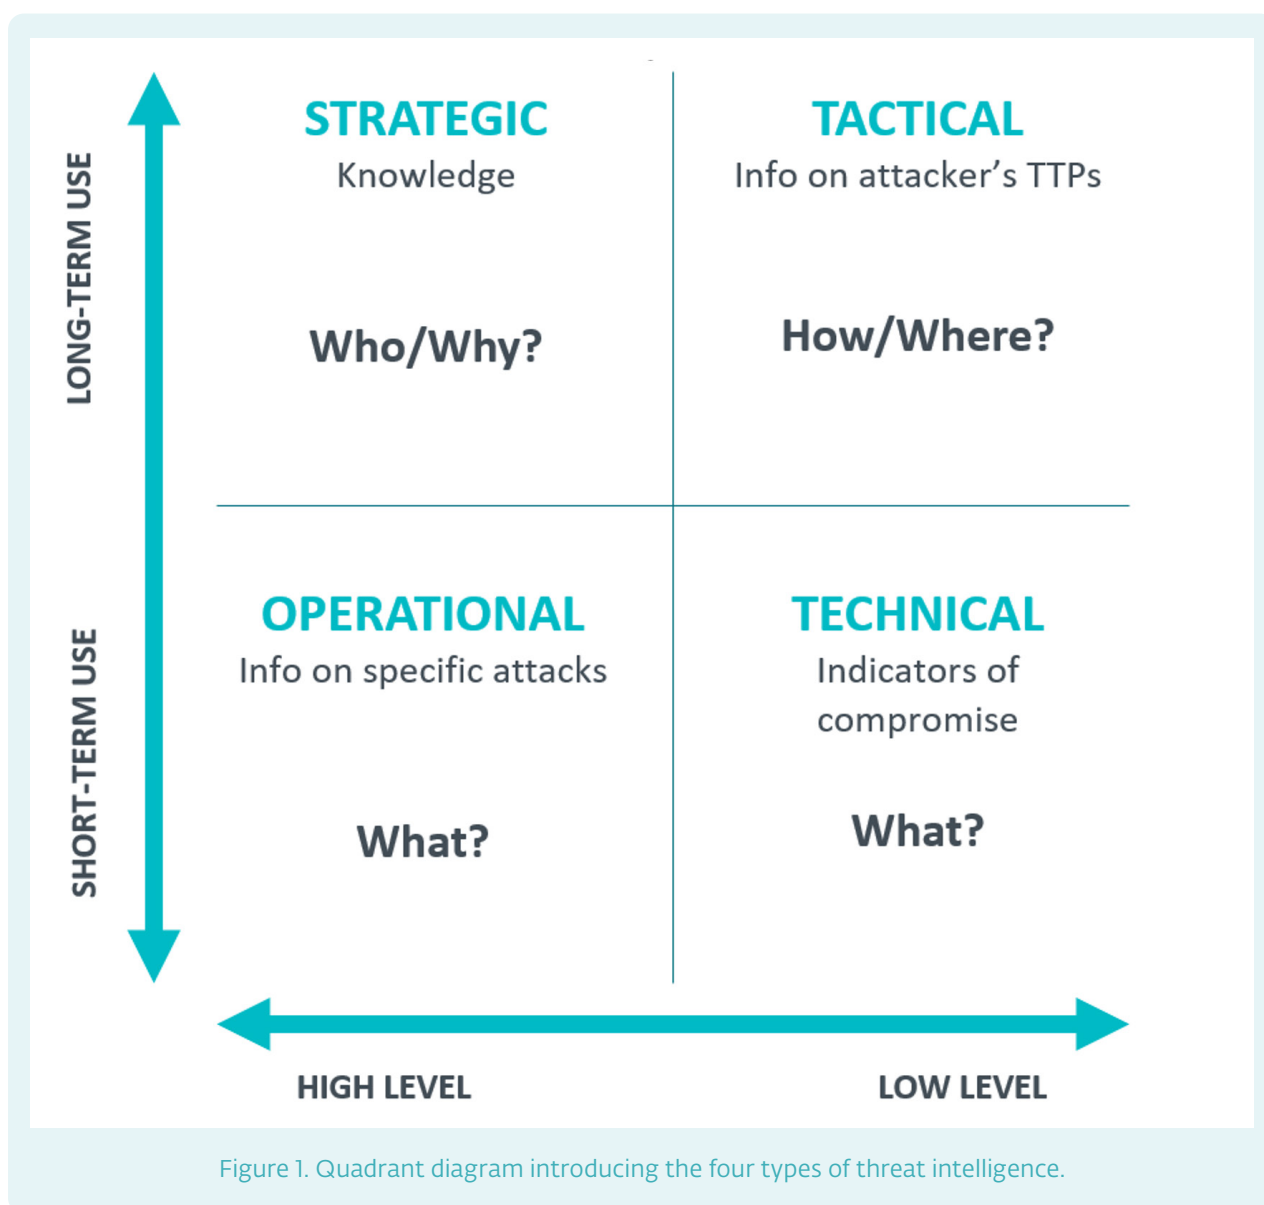 LONG-TERM USE
STRATEGIC
Knowledge
Who/Why?
TACTICAL
Info on attacker’s TTPs
How/Where?
SHORT-TERM USE
OPERATIONAL
Info on specific attacks
What?
TECHNICAL
Indicators of
compromise
What?
HIGH LEVEL
LOW LEVEL
Figure 1. Quadrant diagram introducing the four types of threat intelligence.